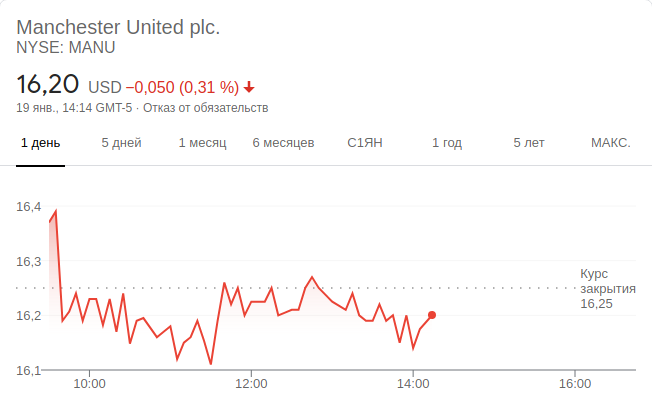 Manchester United plc.
NYSE: MANU
16,20 USD −0,050 (0,31 %)
19 янв., 14:14 GMT-5 · Отказ от обязательств
1 день 5 дней 1 месяц 6 месяцев С1ЯН 1 год 5 лет МАКС.
16,4
16,3
Курс
закрытия
16,25
16,2
16,1
10:00 12:00 14:00 16:00